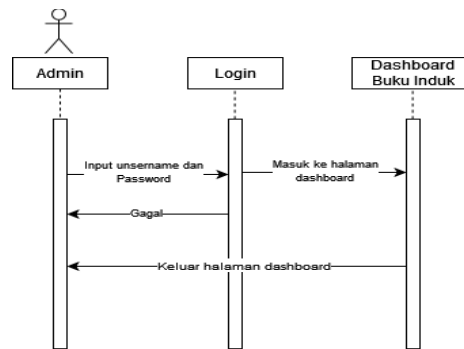 Admin
Login
Dashboard
Buku Induk
Input unsername dan
Password
Masuk ke halaman
dashboard
Gagal
Keluar halaman dashboard